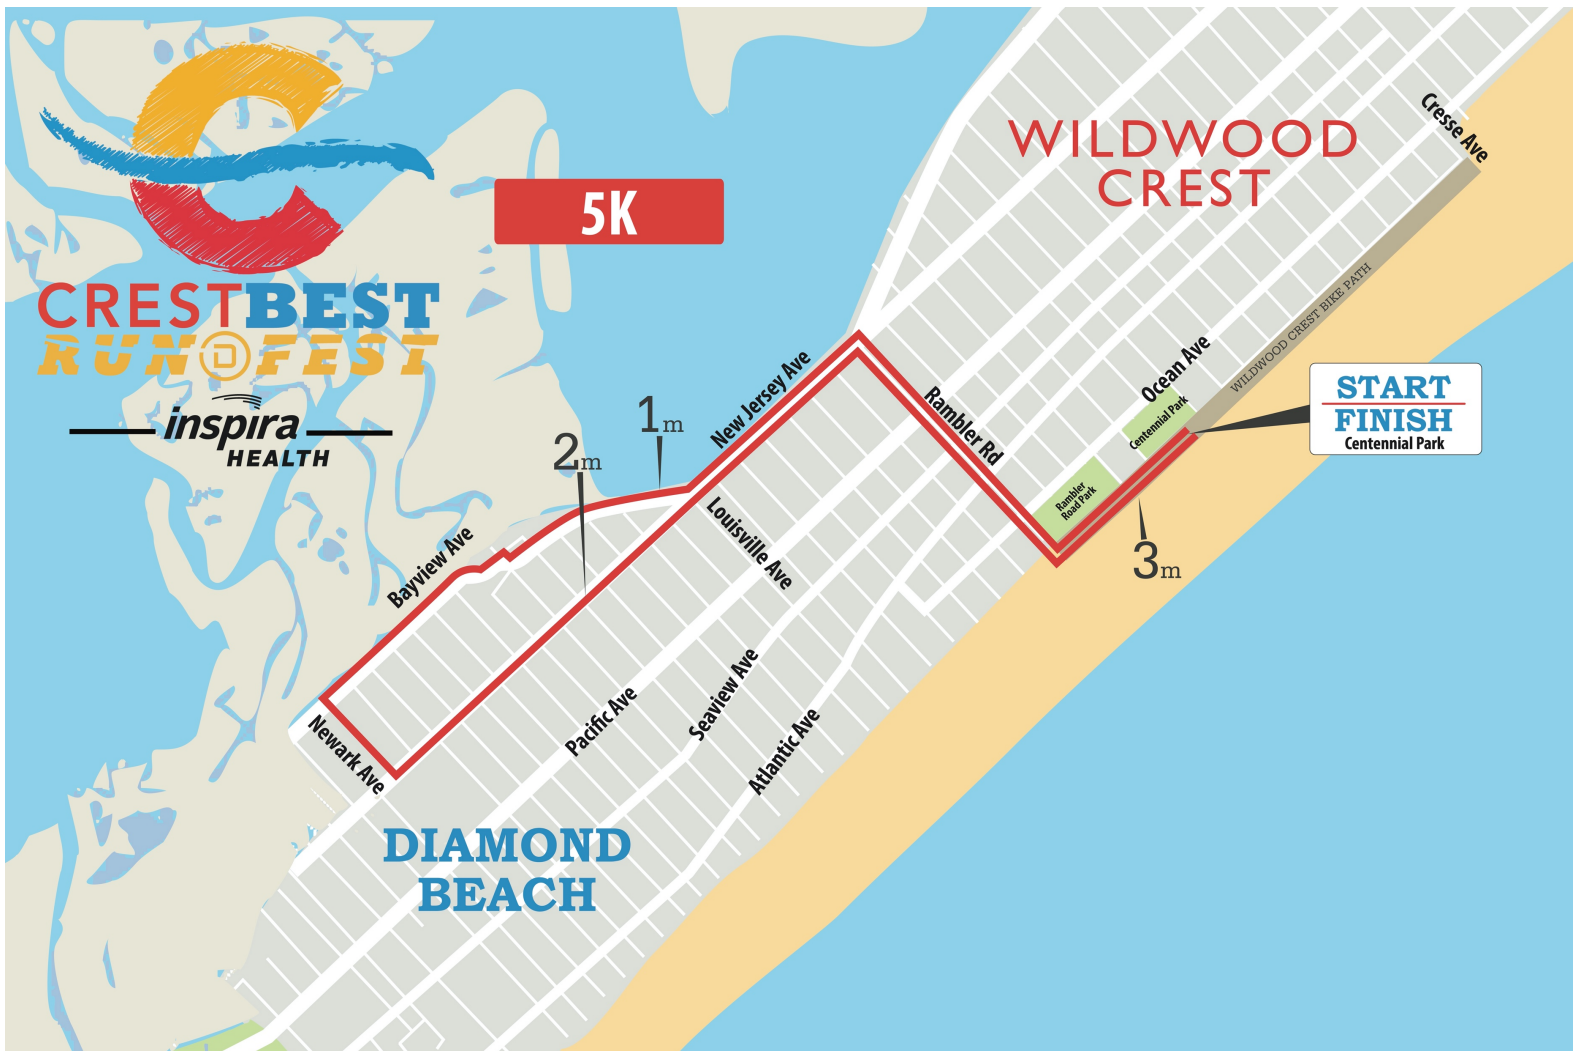 WILDWOOD
CREST
Cresse Ave
5K
CRESTBEST
RUN D FEST
inspira
HEALTH
WILDWOOD CREST BIKE PATH
Ocean Ave
Centennial Park
START
FINISH
Centennial Park
New Jersey Ave
Rambler Rd
1m
2m
Rambler
Road Park
Louisville Ave
3m
Bayview Ave
Newark Ave
Pacific Ave
Seaview Ave
Atlantic Ave
DIAMOND
BEACH